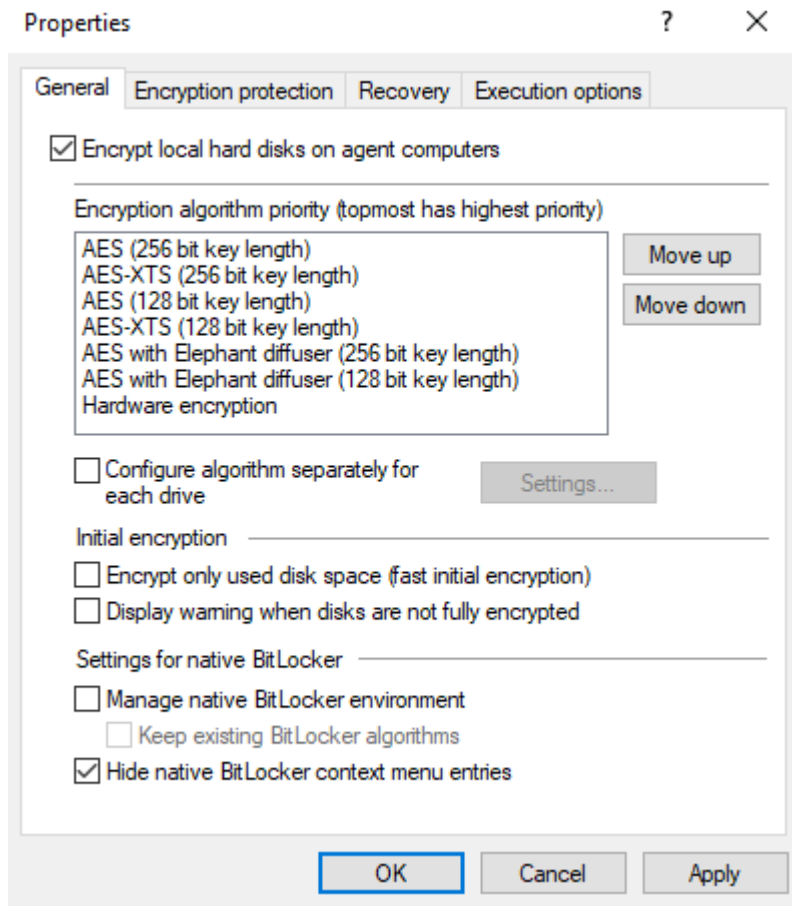 Properties
?
General
Encryption protection
Recovery
Execution options
Encrypt local hard disks on agent computers
Encryption algorithm priority (topmost has highest priority)
AES (256 bit key length)
AES-XTS (256 bit key length)
AES (128 bit key length)
AES-XTS (128 bit key length)
AES with Elephant diffuser (256 bit key length)
AES with Elephant diffuser (128 bit key length)
Hardware encryption
Move up
Move down
Configure algorithm separately for
each drive
Settings...
Initial encryption
Encrypt only used disk space (fast initial encryption)
Display warning when disks are not fully encrypted
Settings for native BitLocker
Manage native BitLocker environment
Keep existing BitLocker algorithms
Hide native BitLocker context menu entries
OK
Cancel
Apply